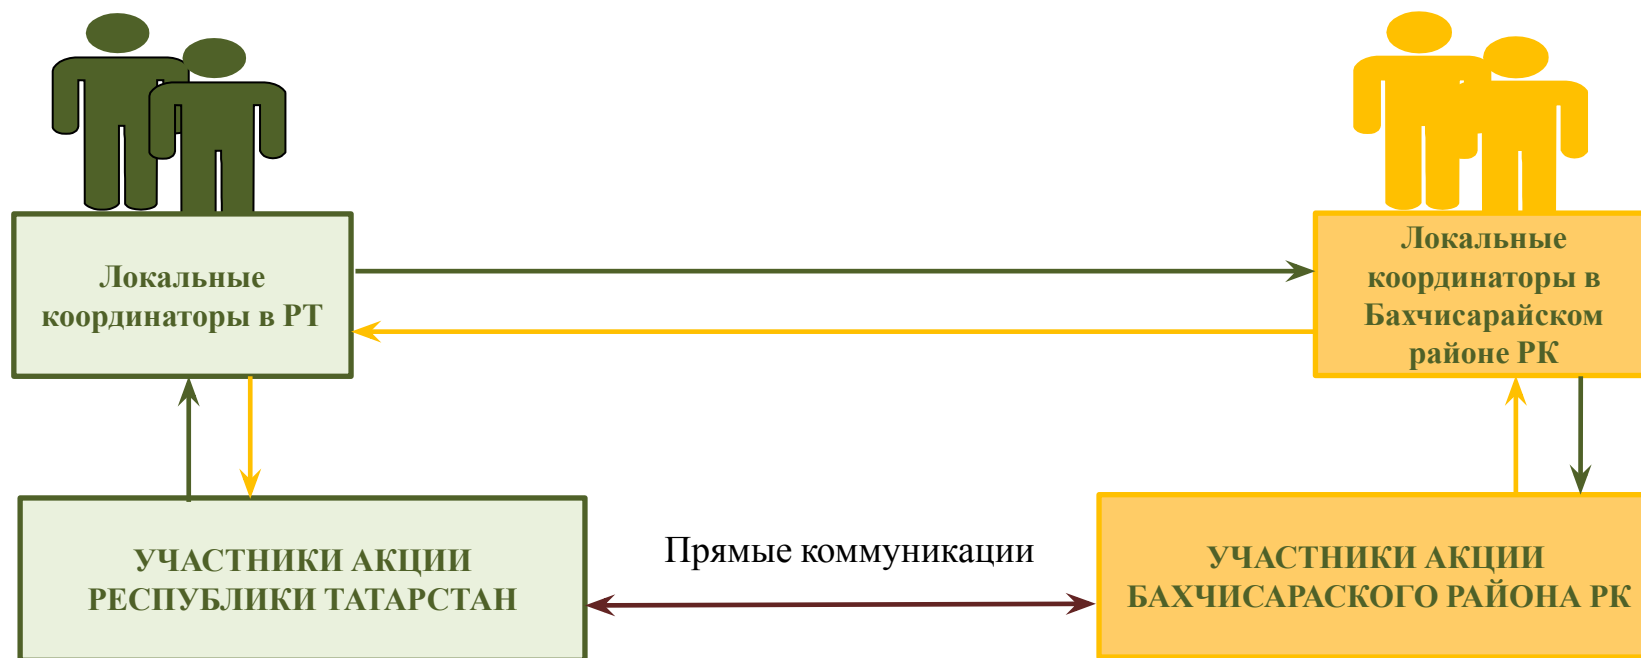 Локальные
координаторы в РТ
Локальные
координаторы в
Бахчисарайском
районе РК
УЧАСТНИКИ АКЦИИ
РЕСПУБЛИКИ ТАТАРСТАН
Прямые коммуникации
УЧАСТНИКИ АКЦИИ
БАХЧИСАРАСКОГО РАЙОНА РК